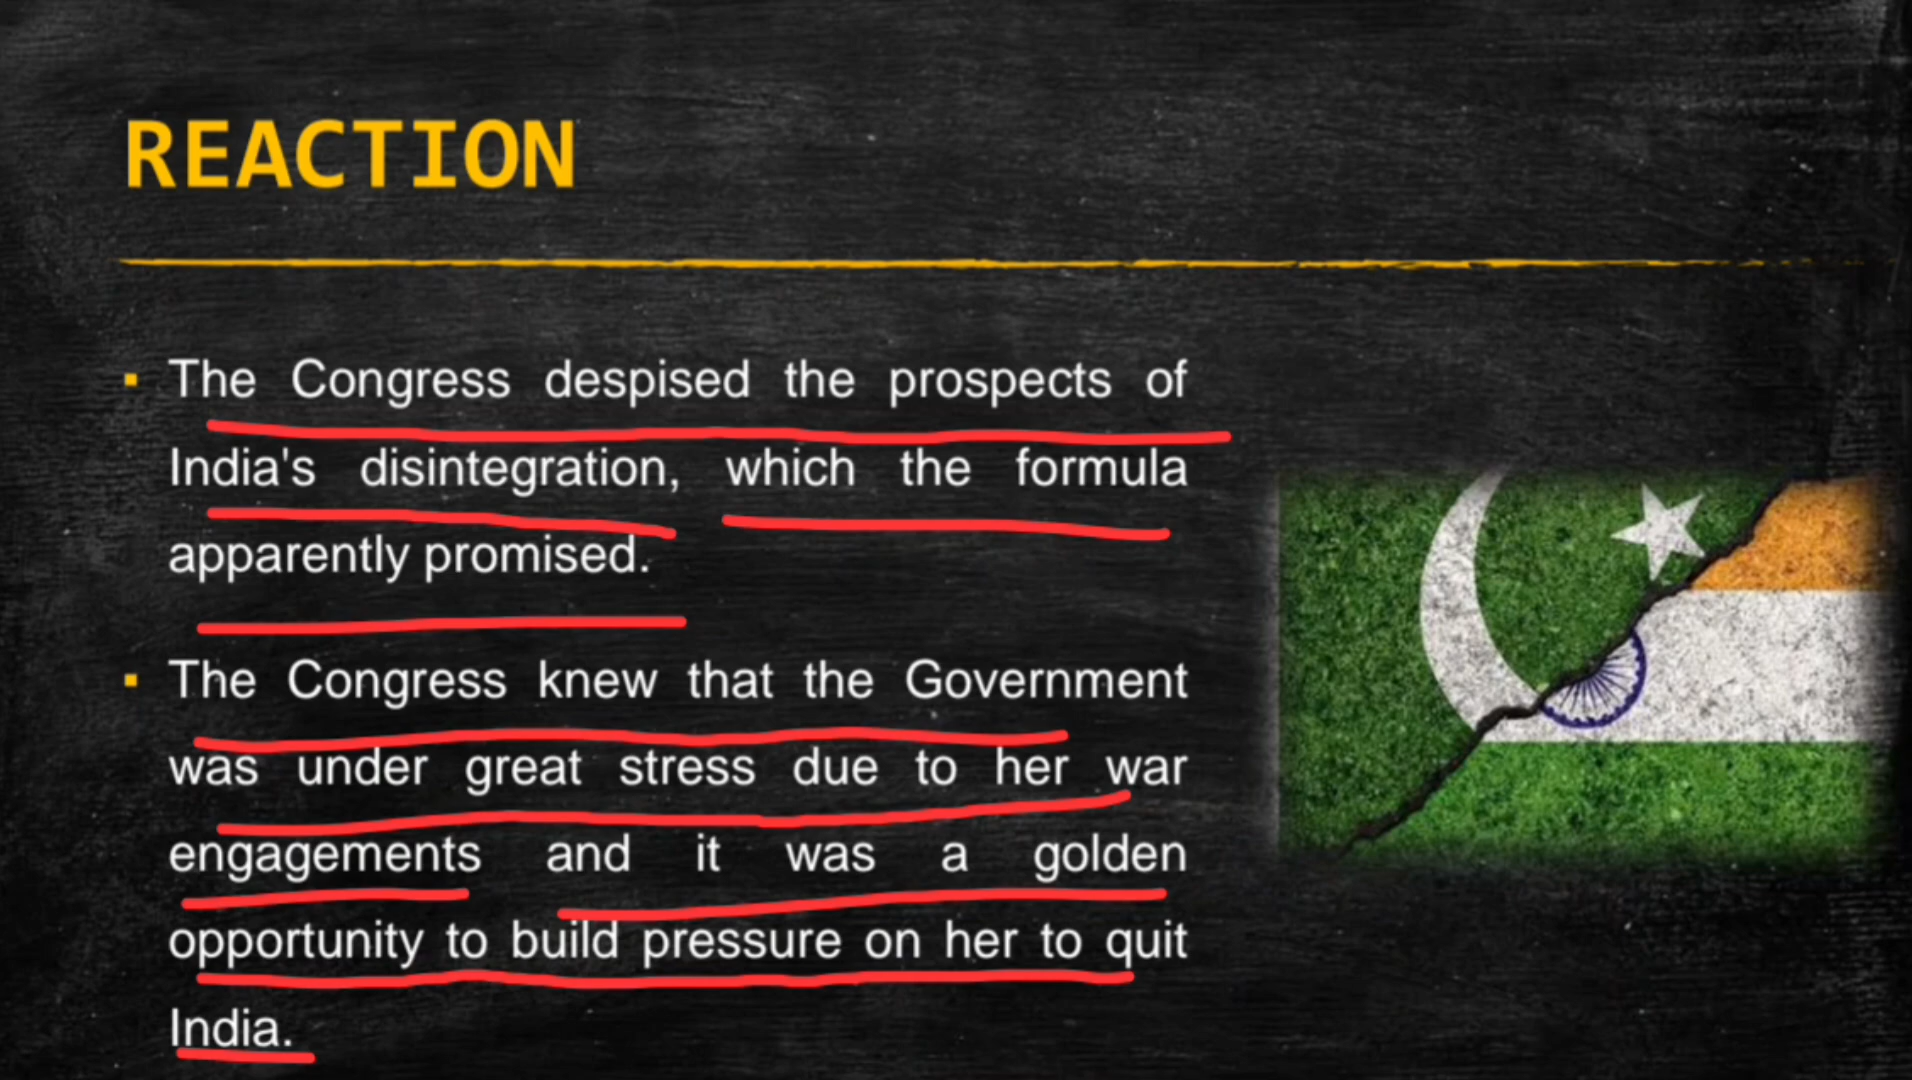 REACTION
The Congress despised the prospects of
India's disintegration, which the formula
apparently promised.
The Congress knew that the Government
was under great stress due to her war
engagements and it was a golden
opportunity to build pressure on her to quit
India.